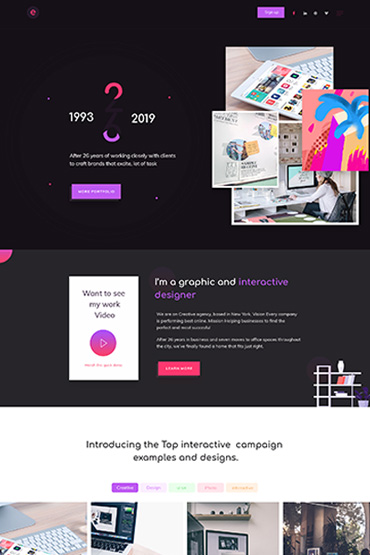 e
Sign up
1993
2019
After 26 years of working closely with clients
to craft brands that excite, lot of task
MORE PORTFOLIO
Want to see
my work
Video
I'm a graphic and interactive
designer
We are an Creative agency, based in New York. Vision Every company
is performing best online. Mission Helping businesses to find the
perfect and most succesful
After 26 years in business and seven moves to office spaces throughout
the city, we've finally found a home that fits just right.
LEARN MORE
Introducing the Top interactive campaign
examples and designs.
Creative
Design
Photo